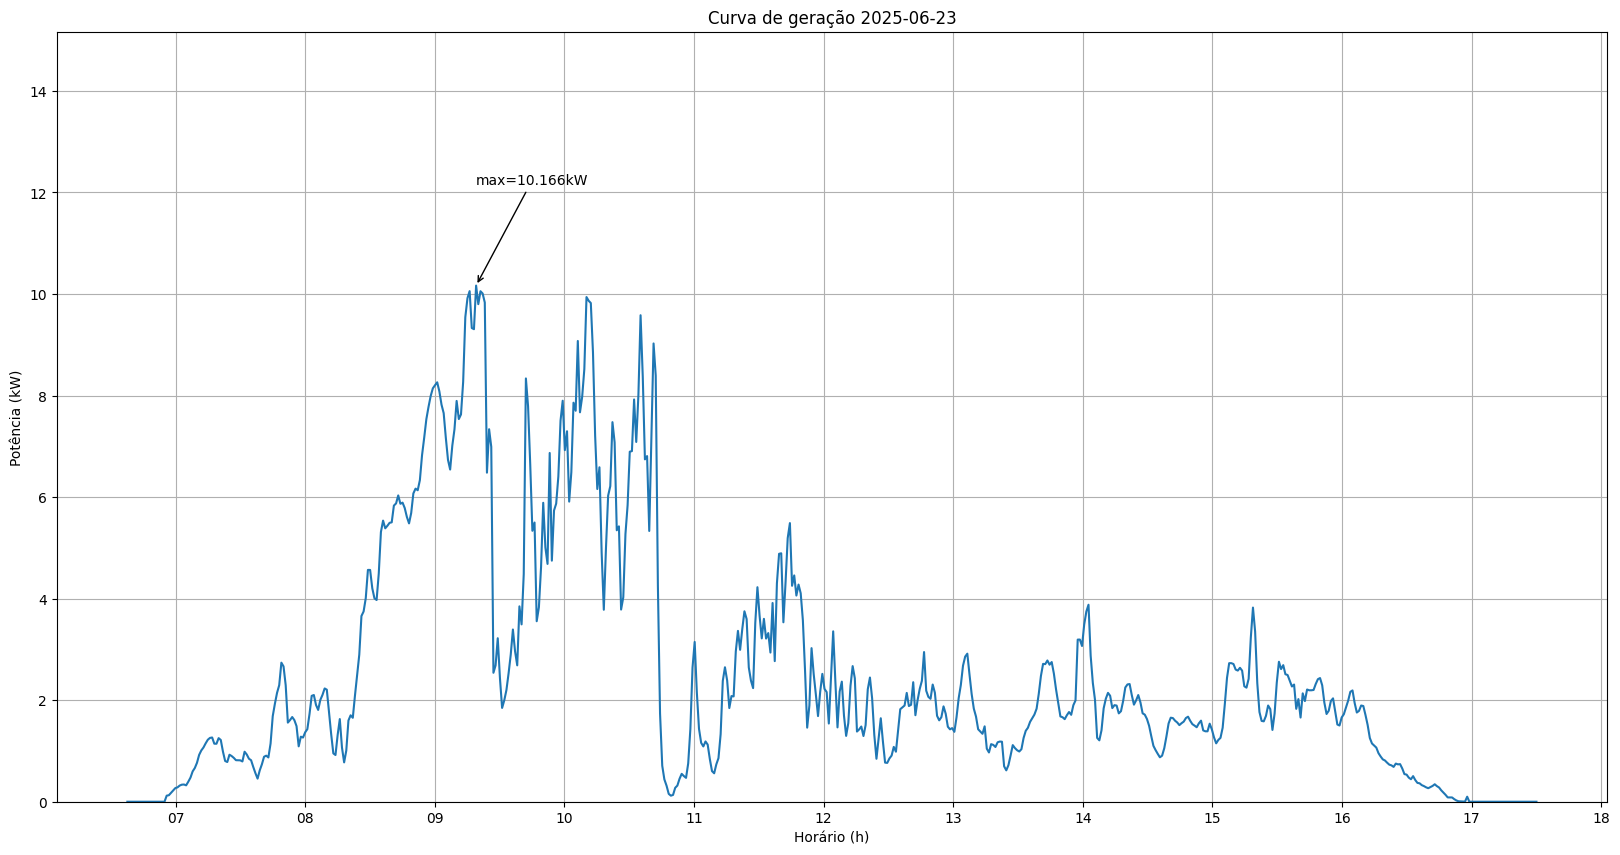 Curva de geração 2025-06-23
14
12
10
8
6
4
2
0
Potência (kW)
max=10.166kW
07 08 09 10 11 12 13 14 15 16 17 18
Horário (h)